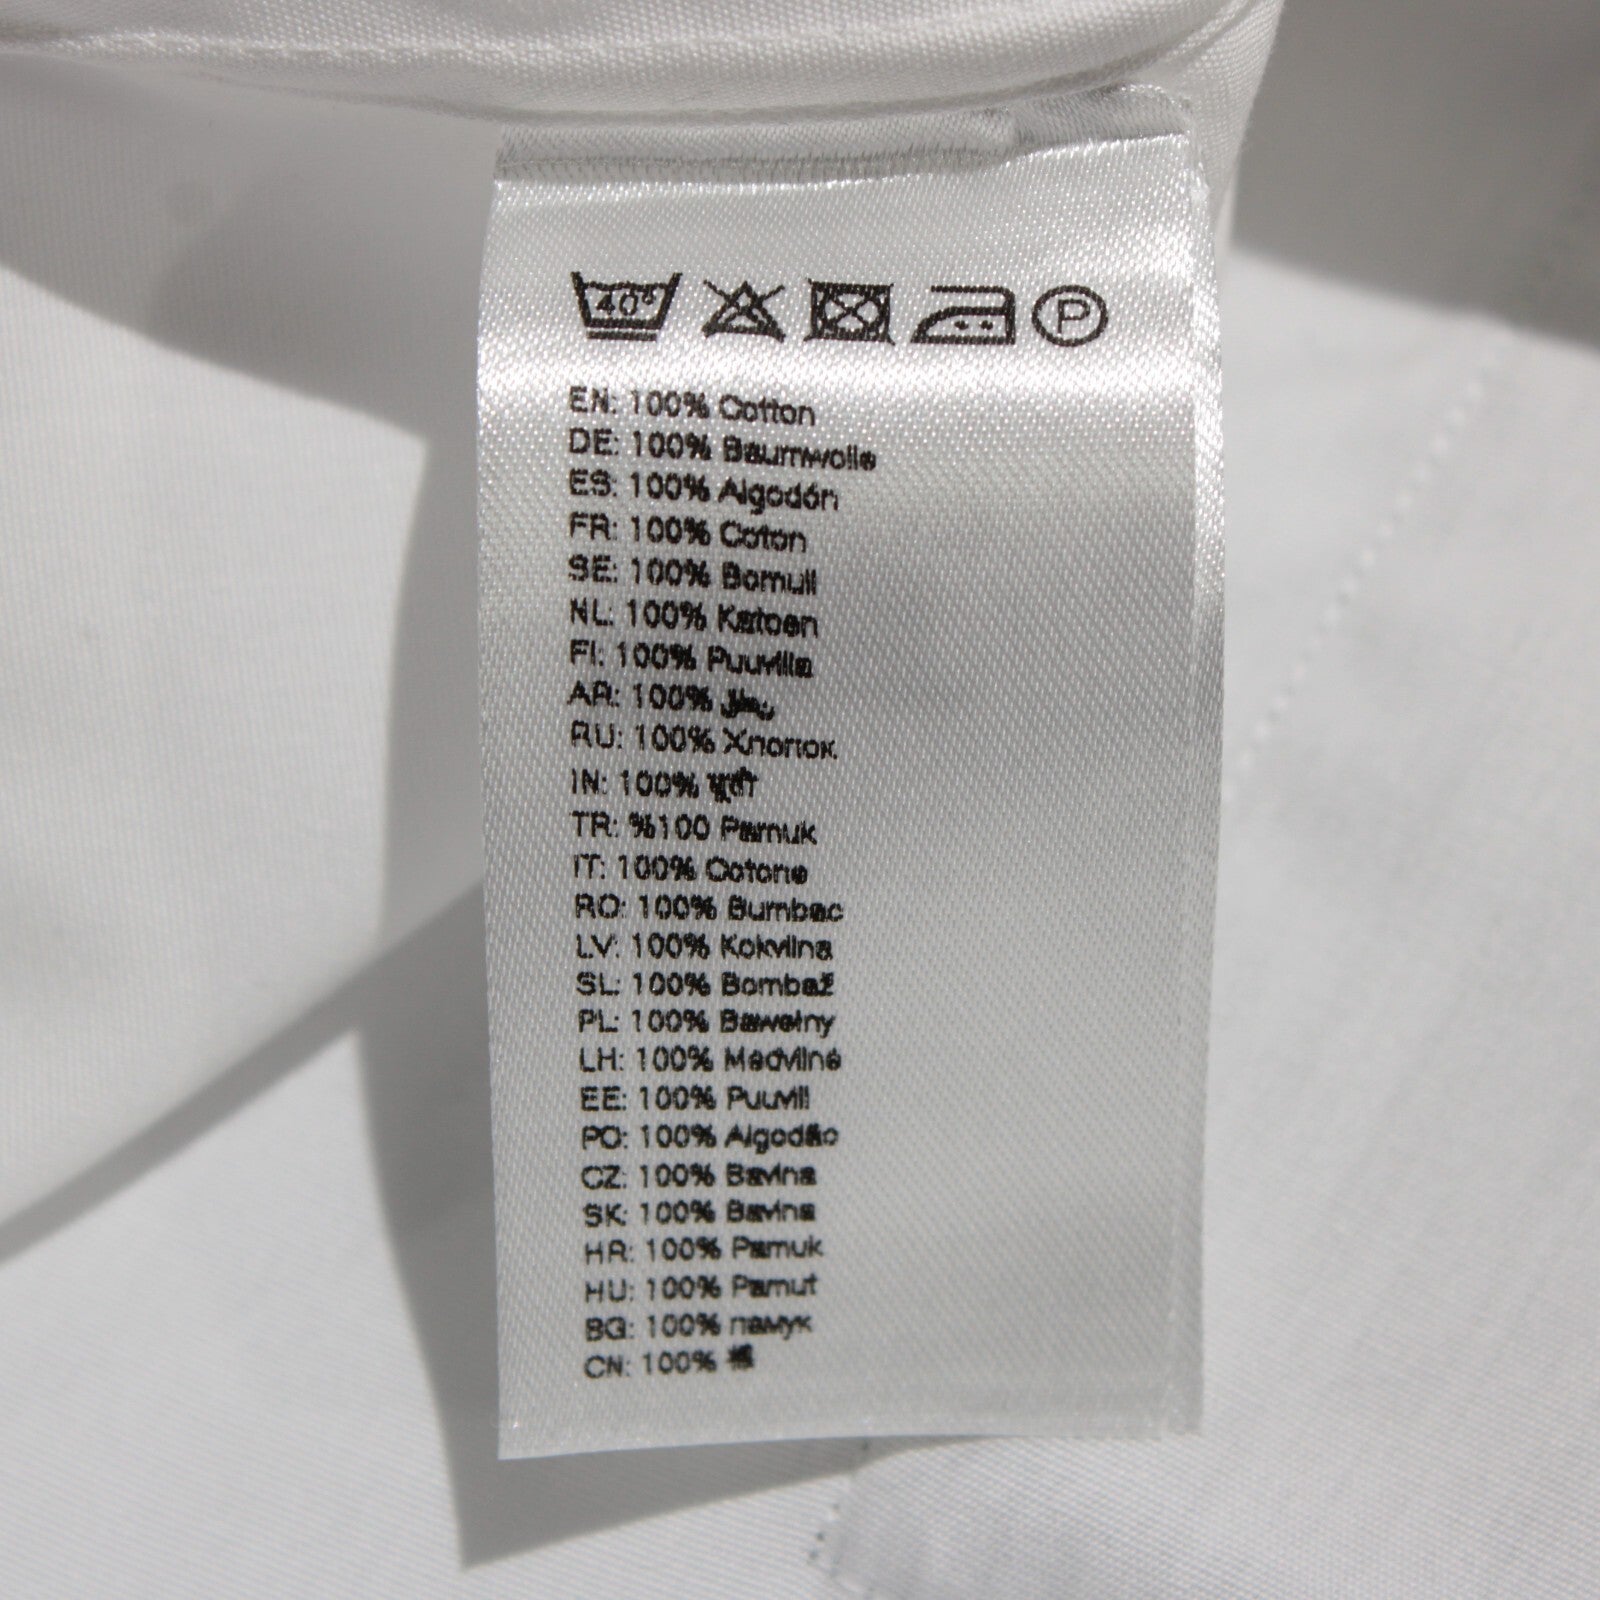 40°
P
EN: 100% Cotton
DE: 100% Baumwolle
ES: 100% Algodón
FR: 100% Coton
SE: 100% Bomull
NL: 100% Katoen
FI: 100% Puuvilla
AR: 100%
RU: 100% Хлопок
IN: 100%
TR: %100 Pamuk
IT: 100% Cotone
RO: 100% Bumbac
LV: 100% Kokvilna
SL: 100% Bombaž
PL: 100% Bawełny
LH: 100% Medvilnė
EE: 100% Puuvill
PO: 100% Algodão
CZ: 100% Bavlna
SK: 100% Bavlna
HR: 100% Pamuk
HU: 100% Pamut
BG: 100% памук
CN: 100% 棉